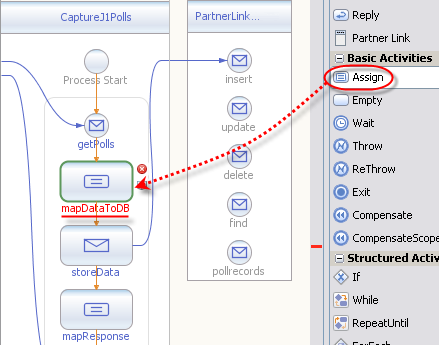 CaptureJ1Polls
Process Start
getPolls
mapDataToDB
storeData
mapResponse
PartnerLink...
insert
update
delete
find
pollrecords
Reply
Partner Link
Basic Activities
Assign
Empty
Wait
Throw
ReThrow
Exit
Compensate
CompensateScope
Structured Activ
If
While
RepeatUntil
ForEach